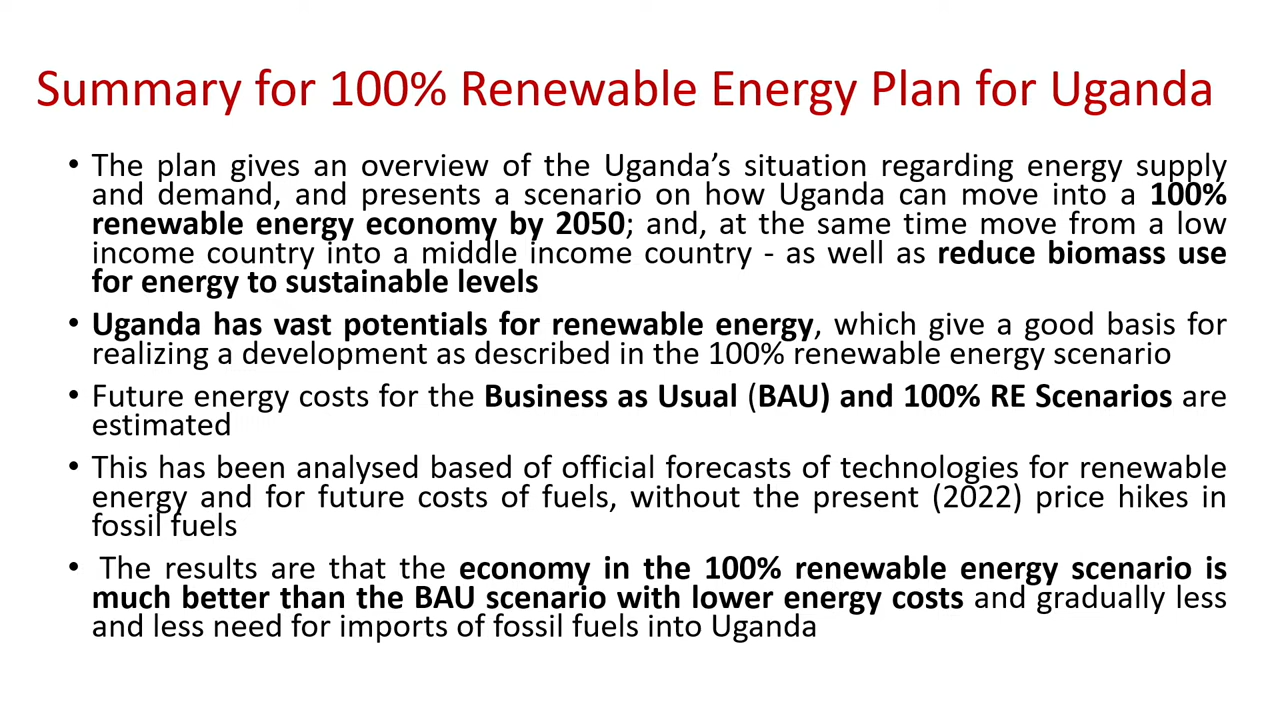 Summary for 100% Renewable Energy Plan for Uganda
• The plan gives an overview of the Uganda’s situation regarding energy supply
and demand, and presents a scenario on how Uganda can move into a 100%
renewable energy economy by 2050; and, at the same time move from a low
income country into a middle income country - as well as reduce biomass use
for energy to sustainable levels
• Uganda has vast potentials for renewable energy, which give a good basis for
realizing a development as described in the 100% renewable energy scenario
• Future energy costs for the Business as Usual (BAU) and 100% RE Scenarios are
estimated
• This has been analysed based of official forecasts of technologies for renewable
energy and for future costs of fuels, without the present (2022) price hikes in
fossil fuels
• The results are that the economy in the 100% renewable energy scenario is
much better than the BAU scenario with lower energy costs and gradually less
and less need for imports of fossil fuels into Uganda